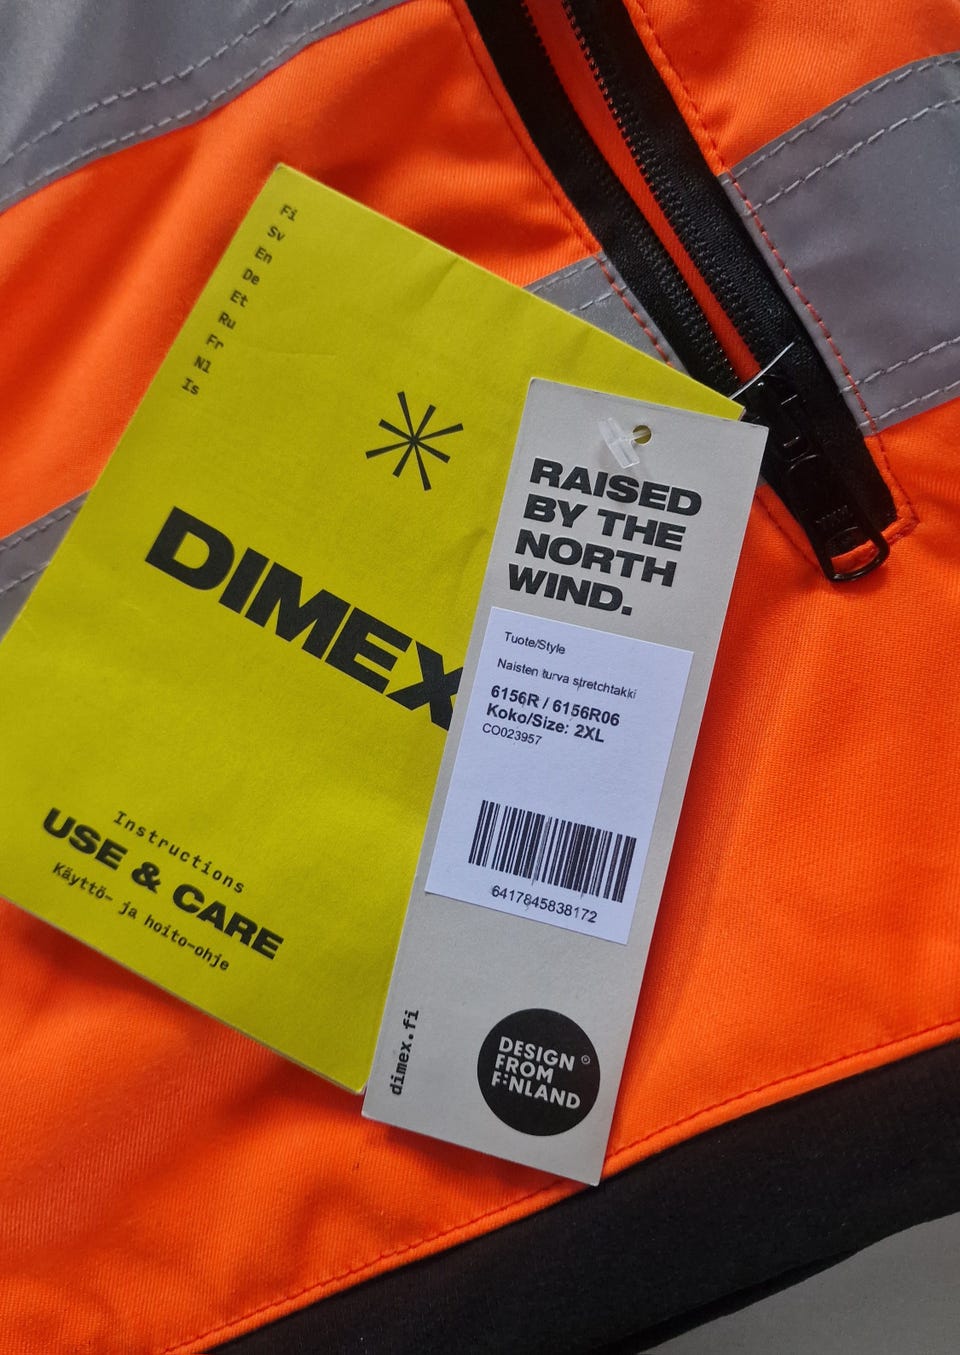 Fi
Sv
En
De
Et
Ru
Fr
Nl
Is
DIMEX
Instructions
USE & CARE
Käyttö- ja hoito-ohje
RAISED
BY THE
NORTH
WIND.
Tuote/Style
Naisten turva stretchtakki
6156R / 6156R06
Koko/Size: 2XL
CO023957
6417845838172
dimex.fi
DESIGN ®
FROM
FINLAND